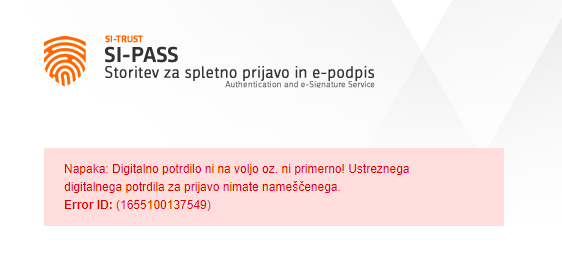 SI-TRUST
SI-PASS
Storitev za spletno prijavo in e-podpis
Authentication and e-Signature Service
Napaka: Digitalno potrdilo ni na voljo oz. ni primerno! Ustreznega
digitalnega potrdila za prijavo nimate nameščenega.
Error ID: (1655100137549)